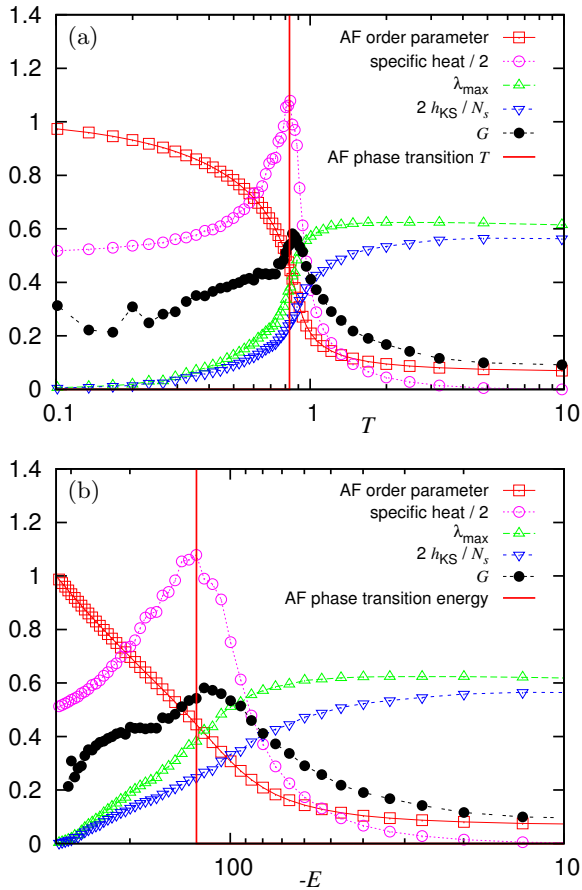 1.4
1.2
1
0.8
0.6
0.4
0.2
0
(a)
AF order parameter
specific heat / 2
λmax
2 hKS / Ns
G
AF phase transition T
0.1
1
10
T
1.4
1.2
1
0.8
0.6
0.4
0.2
0
(b)
AF order parameter
specific heat / 2
λmax
2 hKS / Ns
G
AF phase transition energy
100
10
-E